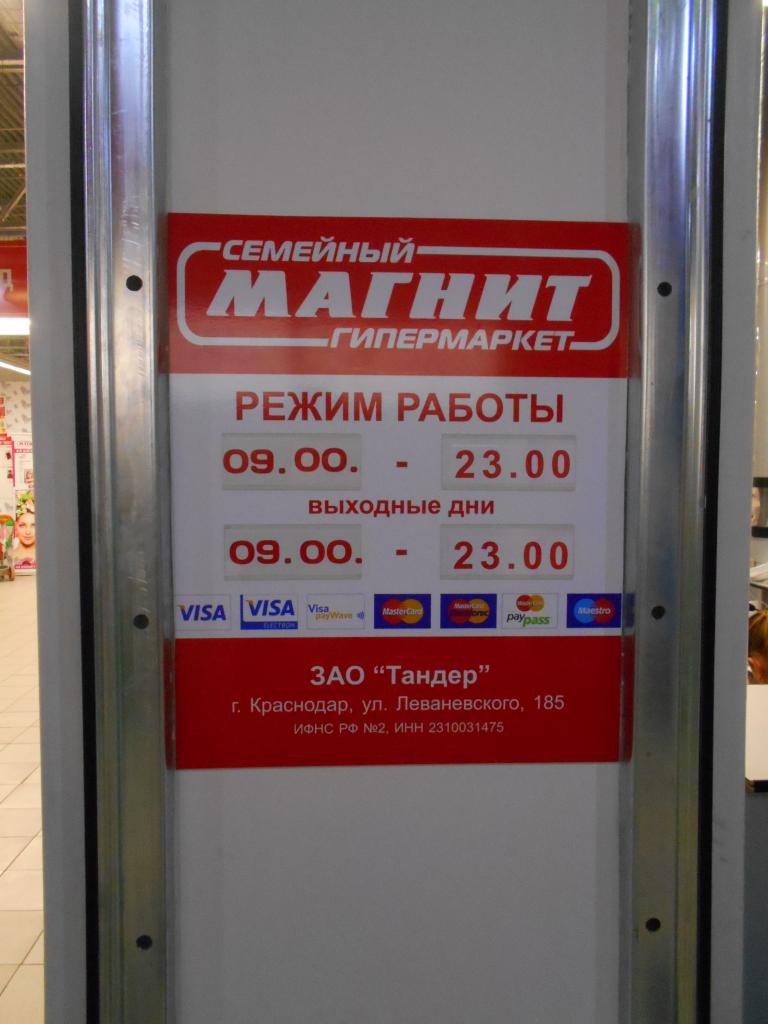 СЕМЕЙНЫЙ
МАГНИТ
ГИПЕРМАРКЕТ
РЕЖИМ РАБОТЫ
09.00. - 23.00
ВЫХОДНЫЕ ДНИ
09.00. - 23.00
VISA VISA ELECTRON Visa payWave MasterCard MasterCard MasterCard paypass Maestro
ЗАО “Тандер”
г. Краснодар, ул. Леваневского, 185
ИФНС РФ №2, ИНН 2310031475